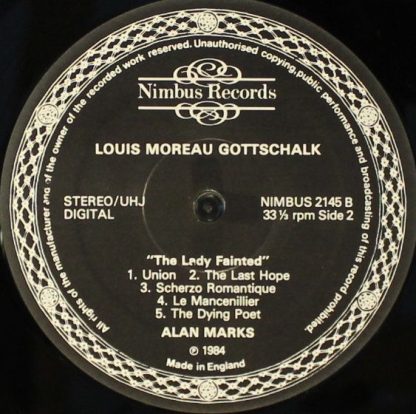 All rights of the manufacturer and of the owner of the recorded work reserved. Unauthorised copying, public performance and broadcasting of this record prohibited.
Nimbus Records
LOUIS MOREAU GOTTSCHALK
STEREO/UHJ
DIGITAL
NIMBUS 2145 B
33 ⅓ rpm Side 2
"The Lady Fainted"
1. Union 2. The Last Hope
3. Scherzo Romantique
4. Le Mancenillier
5. The Dying Poet
ALAN MARKS
℗ 1984
Made in England